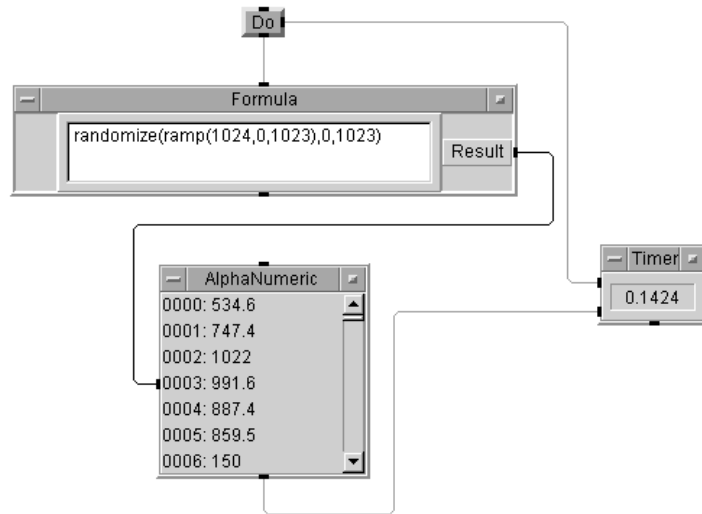 Do
Formula
randomize(ramp(1024,0,1023),0,1023)
Result
Timer
0.1424
AlphaNumeric
0000: 534.6
0001: 747.4
0002: 1022
0003: 991.6
0004: 887.4
0005: 859.5
0006: 150